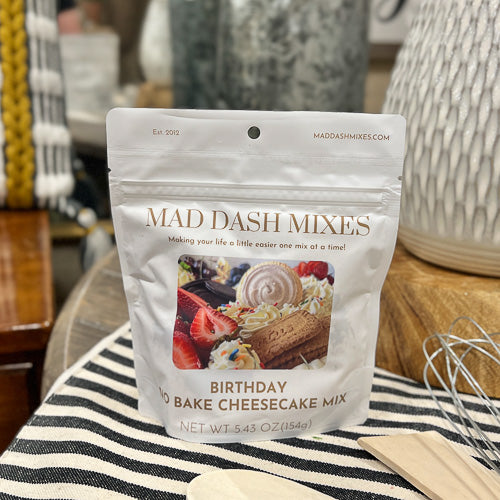 Est. 2012
MADDASHMIXES.COM
MAD DASH MIXES
Making your life a little easier one mix at a time!
BIRTHDAY
NO BAKE CHEESECAKE MIX
NET WT 5.43 OZ(154g)